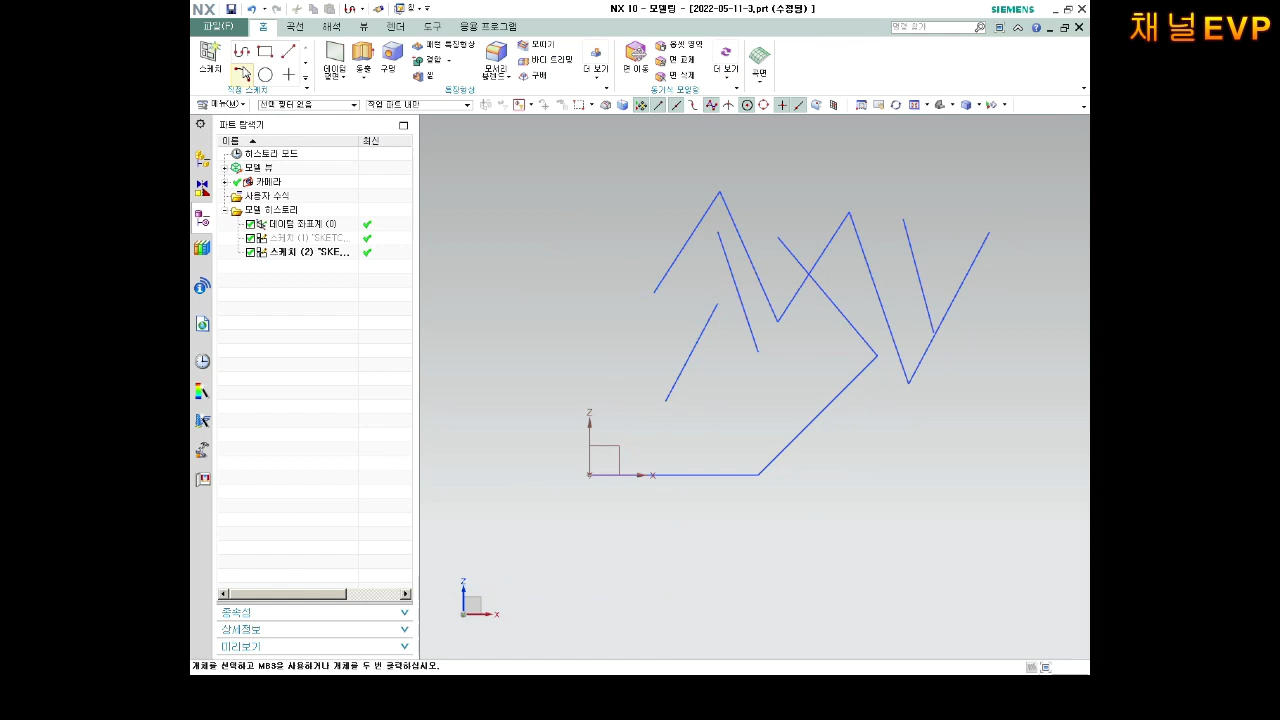 채널 EVP
NX
창
NX 10 - 모델링 - [2022-05-11-3.prt (수정됨) ]
SIEMENS
파일(F) 홈 곡선 해석 뷰 렌더 도구 응용 프로그램
명령 찾기
스케치
직접 스케치
데이텀 평면
돌출
구멍
패턴 특징형상
결합
쉘
모서리 블렌드
모따기
바디 트리밍
구배
더 보기
특징형상
면 이동
옵셋 영역
면 교체
면 삭제
더 보기
동기식 모델링
곡면
메뉴(M)
선택 필터 없음
작업 파트 내만
파트 탐색기
이름 최신
히스토리 모드
모델 뷰
카메라
사용자 수식
모델 히스토리
데이텀 좌표계 (0)
스케치 (1) "SKETC...
스케치 (2) "SKE...
Z
X
Z
X
종속성
상세정보
미리보기
개체를 선택하고 MB3을 사용하거나 개체를 두 번 클릭하십시오.